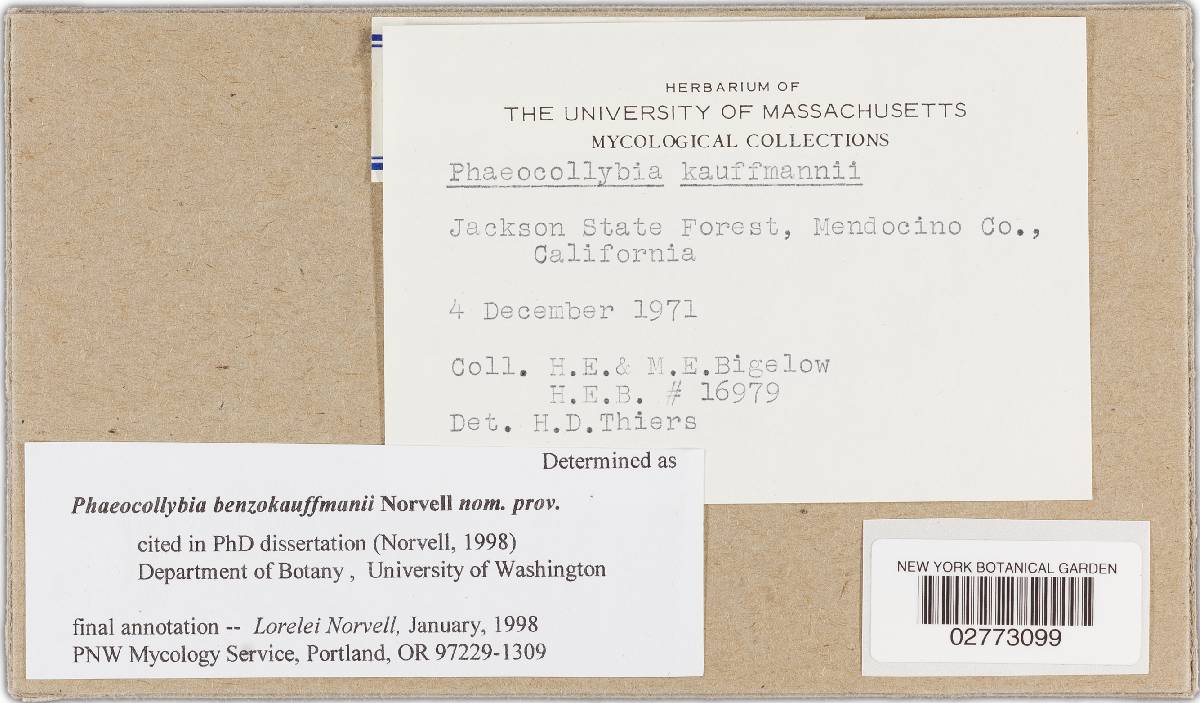 HERBARIUM OF
THE UNIVERSITY OF MASSACHUSETTS
MYCOLOGICAL COLLECTIONS
Phaeocollybia kauffmannii
Jackson State Forest, Mendocino Co.,
California
4 December 1971
Coll. H.E.& M.E.Bigelow
H.E.B. # 16979
Det. H.D.Thiers
Determined as
Phaeocollybia benzokauffmanii Norvell nom. prov.
cited in PhD dissertation (Norvell, 1998)
Department of Botany , University of Washington
final annotation -- Lorelei Norvell, January, 1998
PNW Mycology Service, Portland, OR 97229-1309
NEW YORK BOTANICAL GARDEN
02773099